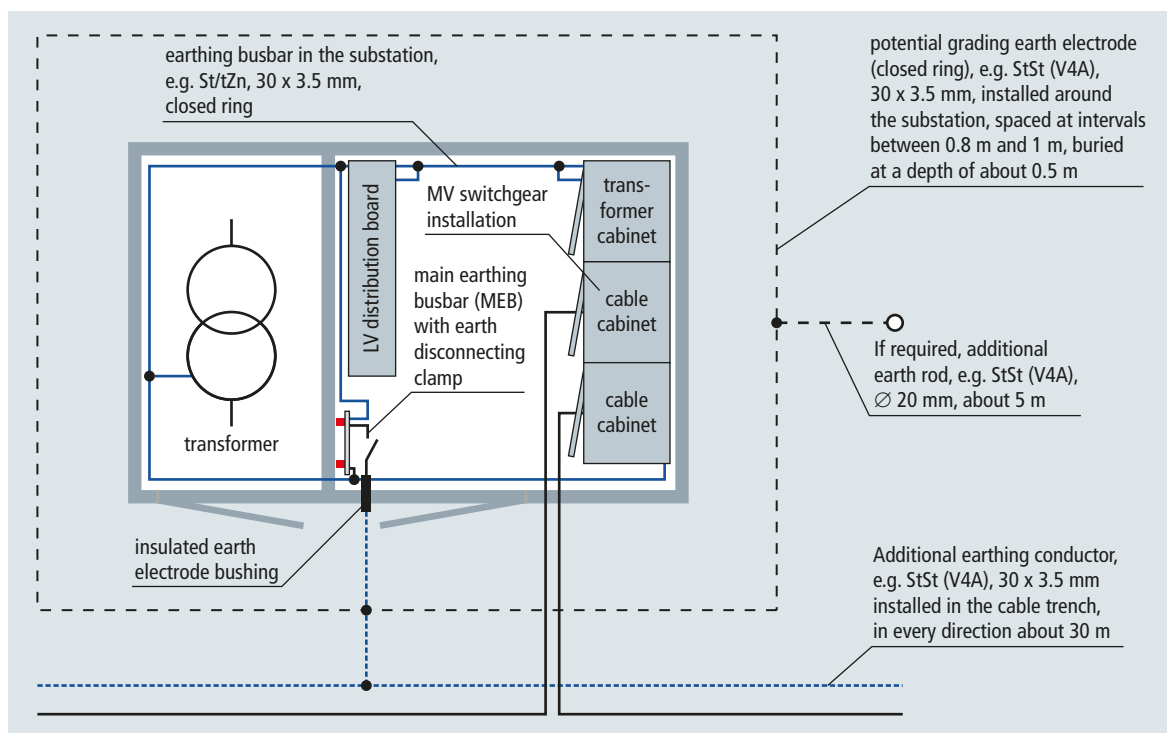 earthing busbar in the substation,
e.g. St/tZn, 30 x 3.5 mm,
closed ring
potential grading earth electrode
(closed ring), e.g. StSt (V4A),
30 x 3.5 mm, installed around
the substation, spaced at intervals
between 0.8 m and 1 m, buried
at a depth of about 0.5 m
LV distribution board
MV switchgear
installation
trans-
former
cabinet
main earthing
busbar (MEB)
with earth
disconnecting
clamp
cable
cabinet
cable
cabinet
transformer
If required, additional
earth rod, e.g. StSt (V4A),
∅ 20 mm, about 5 m
insulated earth
electrode bushing
Additional earthing conductor,
e.g. StSt (V4A), 30 x 3.5 mm
installed in the cable trench,
in every direction about 30 m